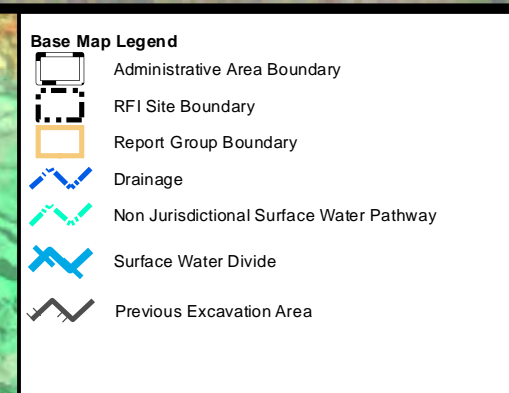 Base Map Legend
Administrative Area Boundary
RFI Site Boundary
Report Group Boundary
Drainage
Non Jurisdictional Surface Water Pathway
Surface Water Divide
Previous Excavation Area